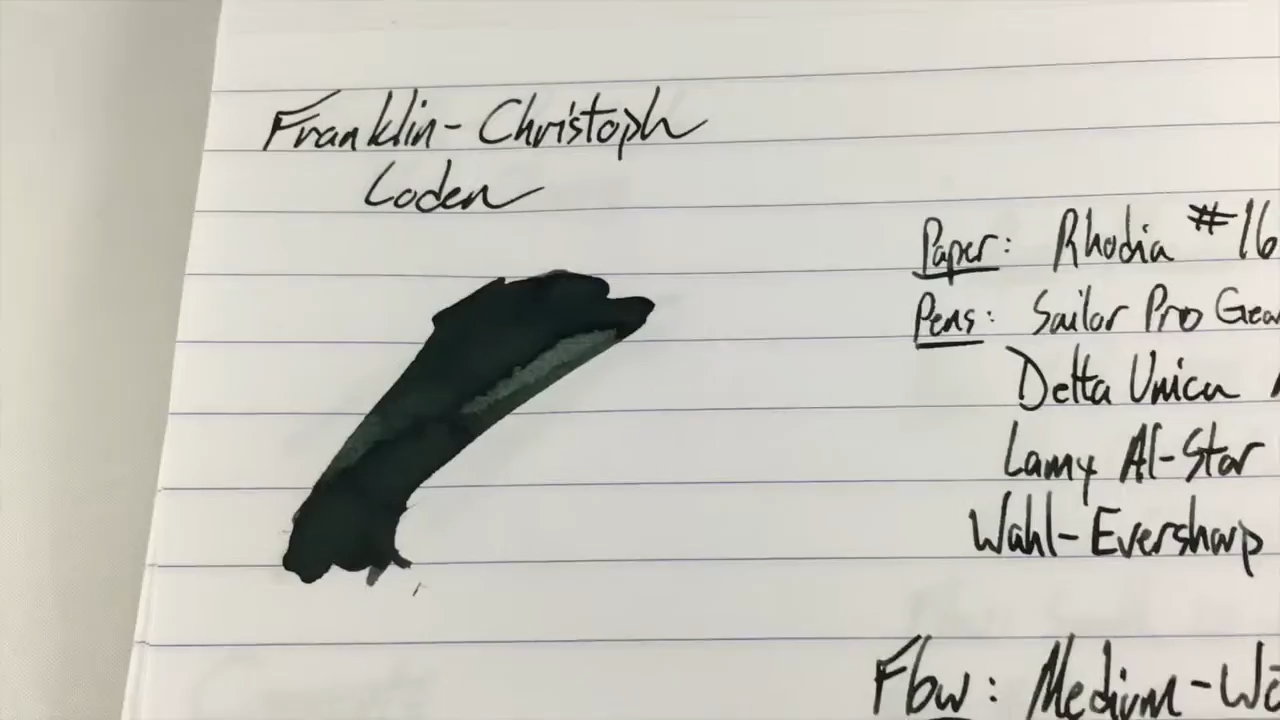 Franklin-Christoph
Loden
Paper: Rhodia #16
Pens: Sailor Pro Gear
Delta Unica
Lamy Al-Star
Wahl-Eversharp
Flow: Medium-